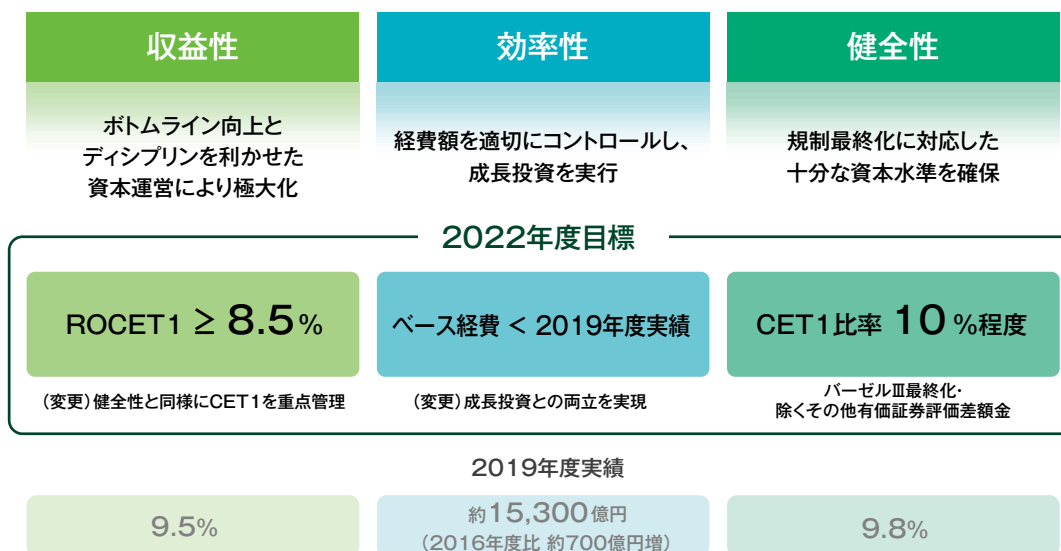 収益性
効率性
健全性
ボトムライン向上と
ディシプリンを利かせた
資本運営により極大化
経費額を適切にコントロールし、
成長投資を実行
規制最終化に対応した
十分な資本水準を確保
2022年度目標
ROCET1 ≥ 8.5%
ベース経費 < 2019年度実績
CET1比率 10%程度
（変更）健全性と同様にCET1を重点管理
（変更）成長投資との両立を実現
バーゼルⅢ最終化・
除くその他有価証券評価差額金
2019年度実績
9.5%
約15,300億円
（2016年度比 約700億円増）
9.8%